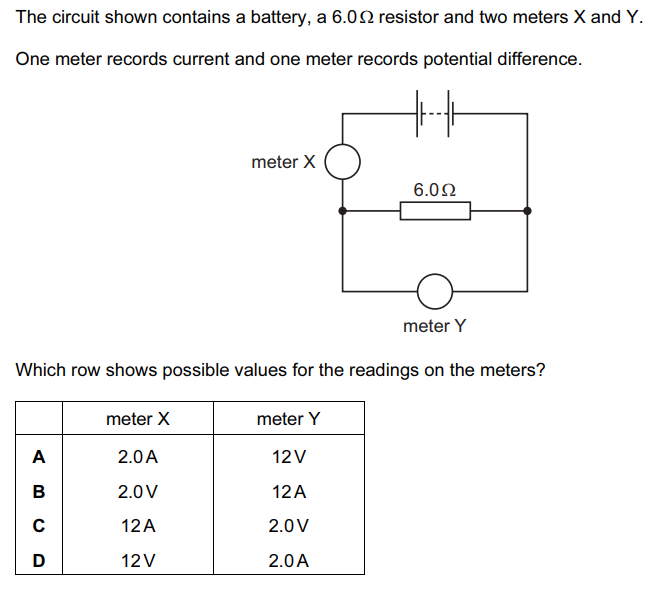 The circuit shown contains a battery, a 6.0Ω resistor and two meters X and Y.
One meter records current and one meter records potential difference.
meter X
6.0Ω
meter Y
Which row shows possible values for the readings on the meters?
meter X meter Y
A 2.0A 12V
B 2.0V 12A
C 12A 2.0V
D 12V 2.0A